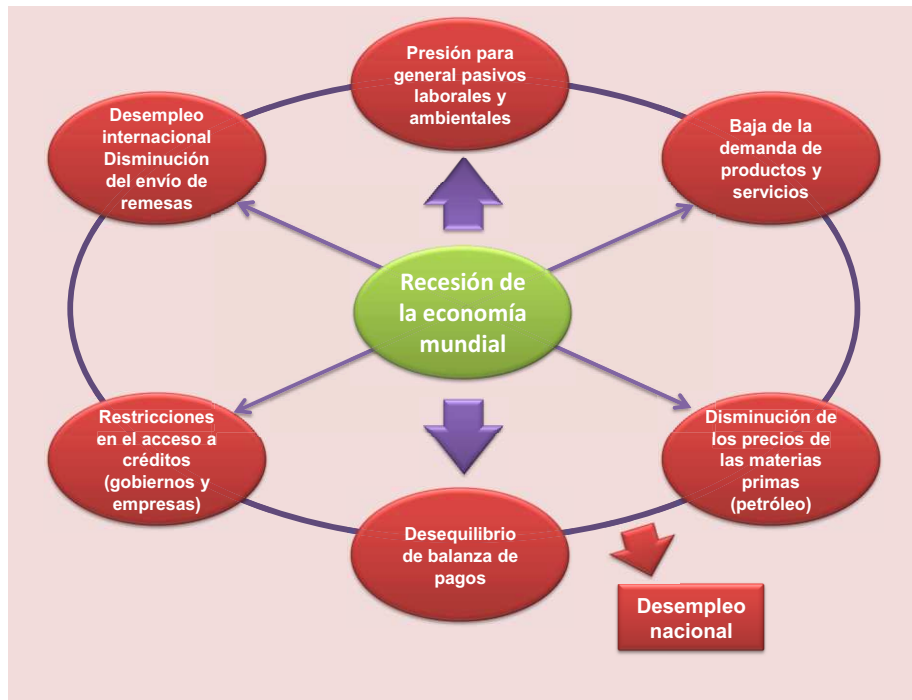 Presión para
general pasivos
laborales y
ambientales
Desempleo
internacional
Disminución
del envío de
remesas
Baja de la
demanda de
productos y
servicios
Recesión de
la economía
mundial
Restricciones
en el acceso a
créditos
(gobiernos y
empresas)
Disminución de
los precios de
las materias
primas
(petróleo)
Desequilibrio
de balanza de
pagos
Desempleo
nacional